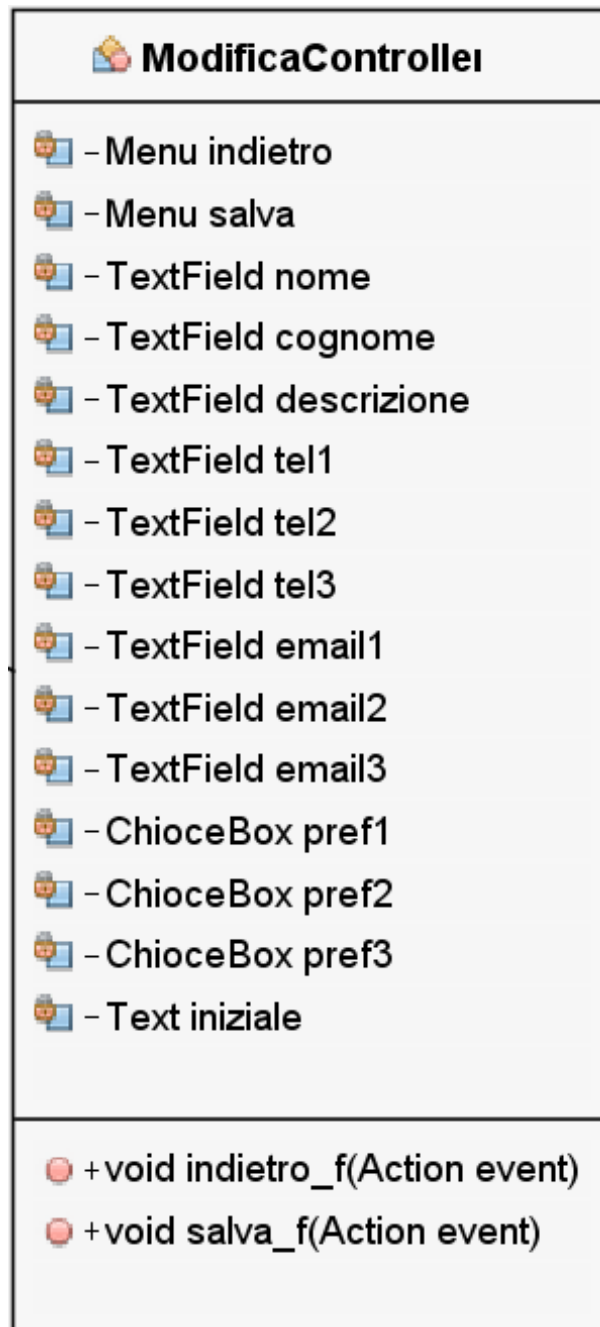 ModificaController
-Menu indietro
-Menu salva
-TextField nome
-TextField cognome
-TextField descrizione
-TextField tel1
-TextField tel2
-TextField tel3
-TextField email1
-TextField email2
-TextField email3
-ChioceBox pref1
-ChioceBox pref2
-ChioceBox pref3
-Text iniziale
+void indietro_f(Action event)
+void salva_f(Action event)